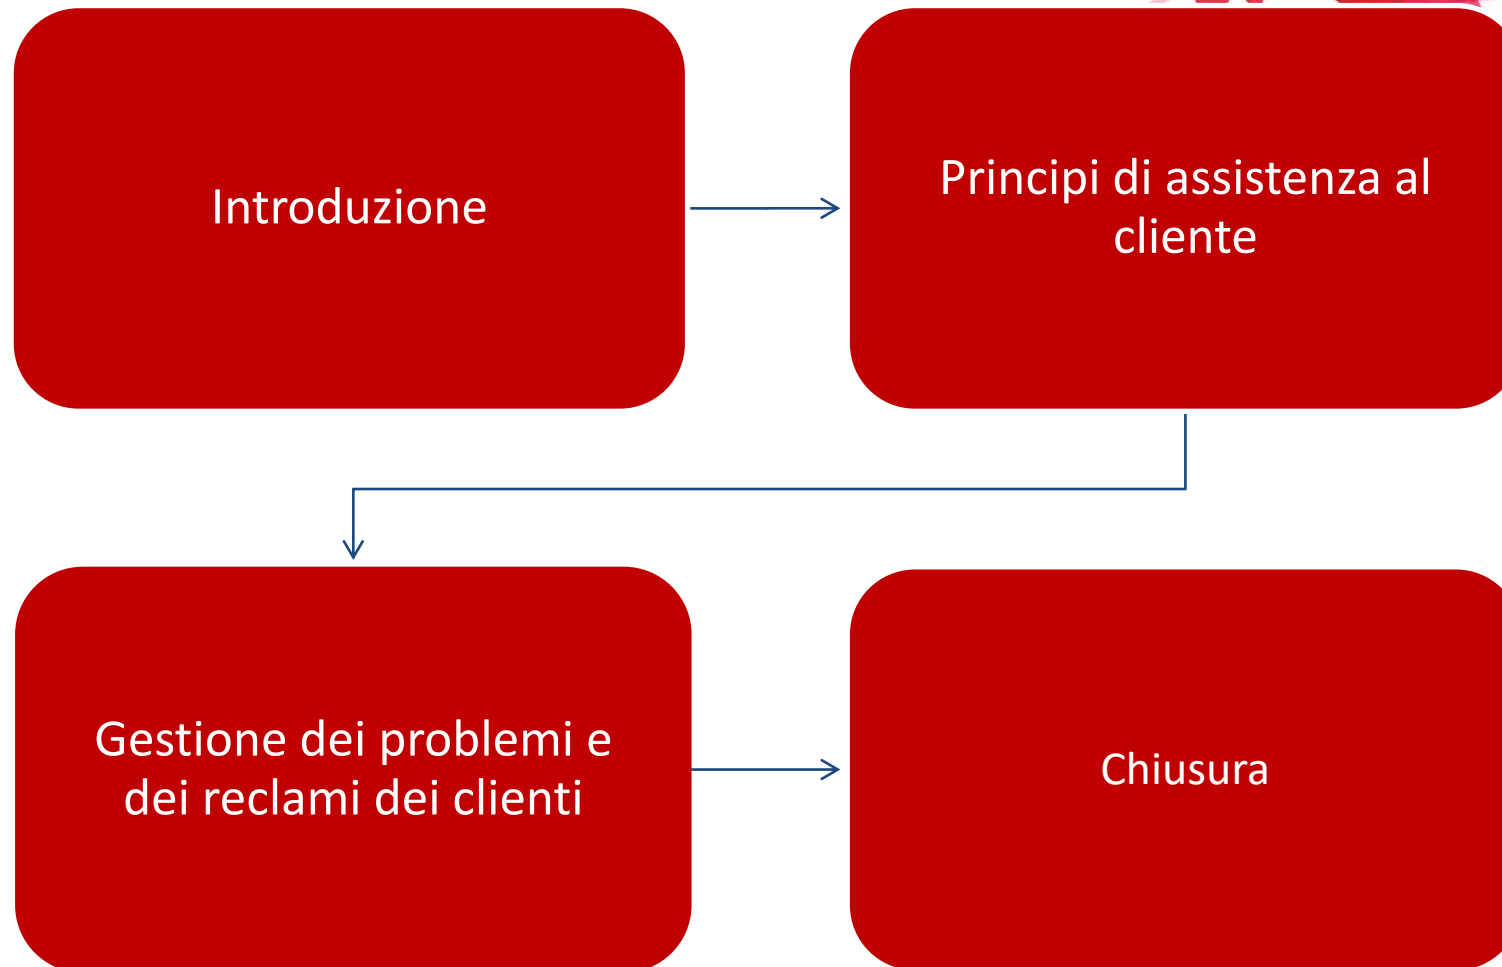 Introduzione
Principi di assistenza al
cliente
Gestione dei problemi e
dei reclami dei clienti
Chiusura